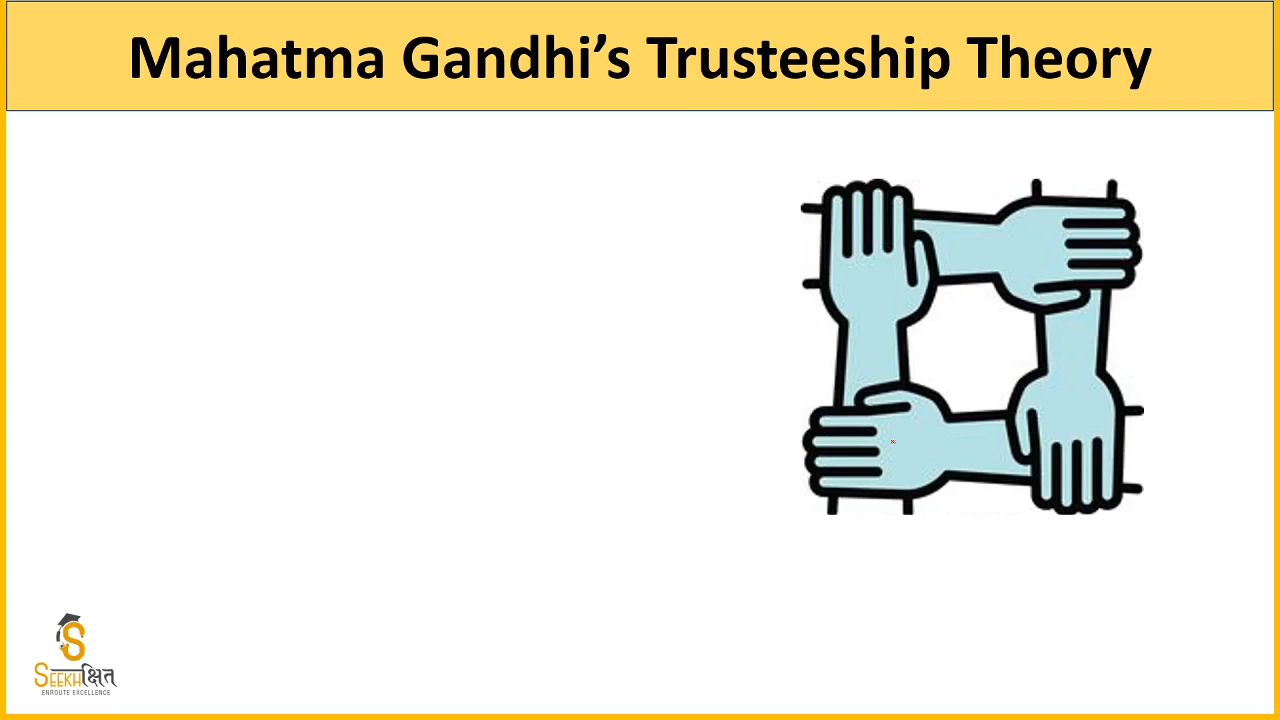 Mahatma Gandhi’s Trusteeship Theory
SEEKHक्षित
ENROUTE EXCELLENCE